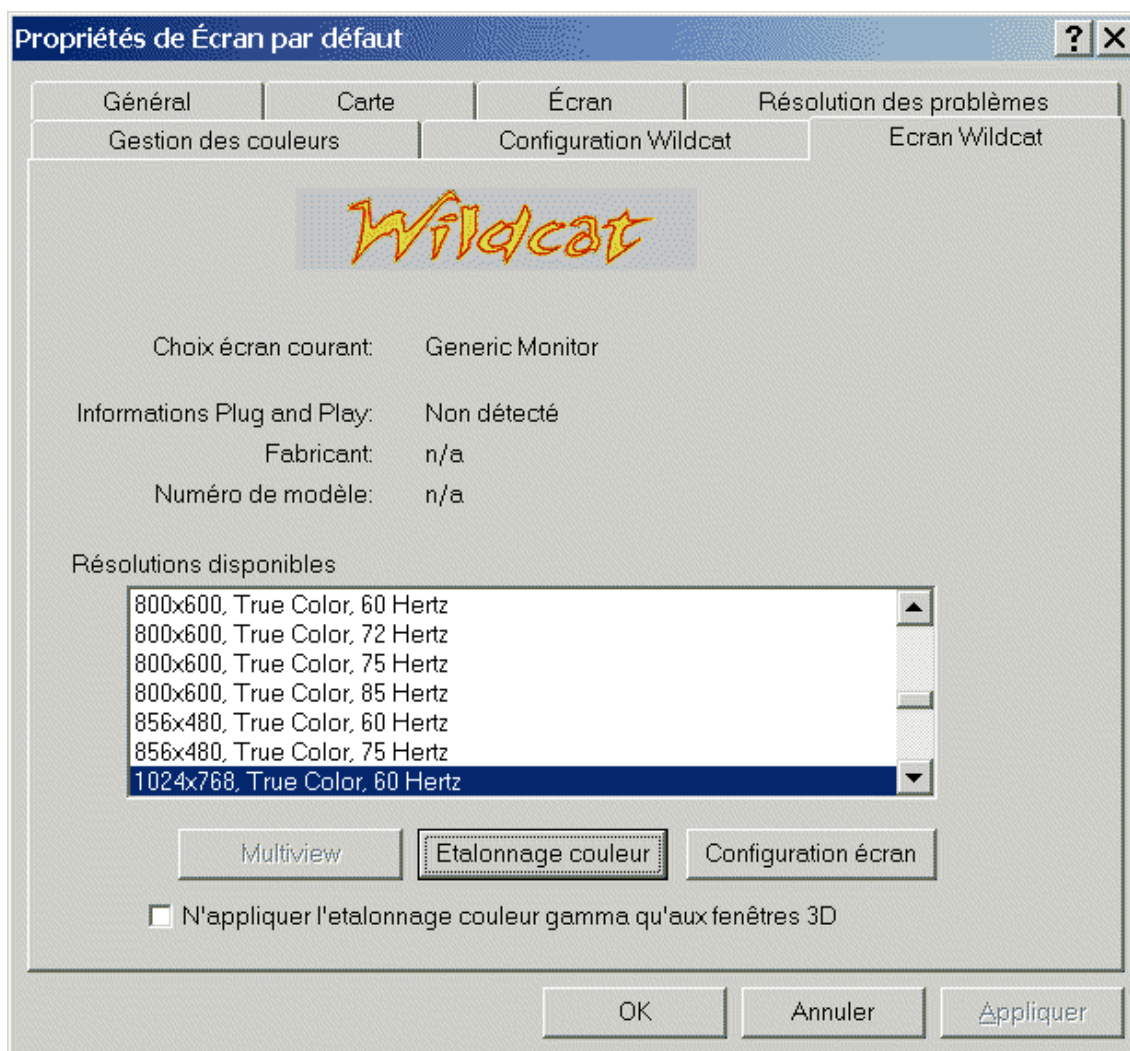 Propriétés de Écran par défaut
Général Carte Écran Résolution des problèmes
Gestion des couleurs Configuration Wildcat Ecran Wildcat
Wildcat
Choix écran courant: Generic Monitor
Informations Plug and Play: Non détecté
Fabricant: n/a
Numéro de modèle: n/a
Résolutions disponibles
800x600, True Color, 60 Hertz
800x600, True Color, 72 Hertz
800x600, True Color, 75 Hertz
800x600, True Color, 85 Hertz
856x480, True Color, 60 Hertz
856x480, True Color, 75 Hertz
1024x768, True Color, 60 Hertz
Multiview Etalonnage couleur Configuration écran
N'appliquer l'etalonnage couleur gamma qu'aux fenêtres 3D
OK Annuler Appliquer